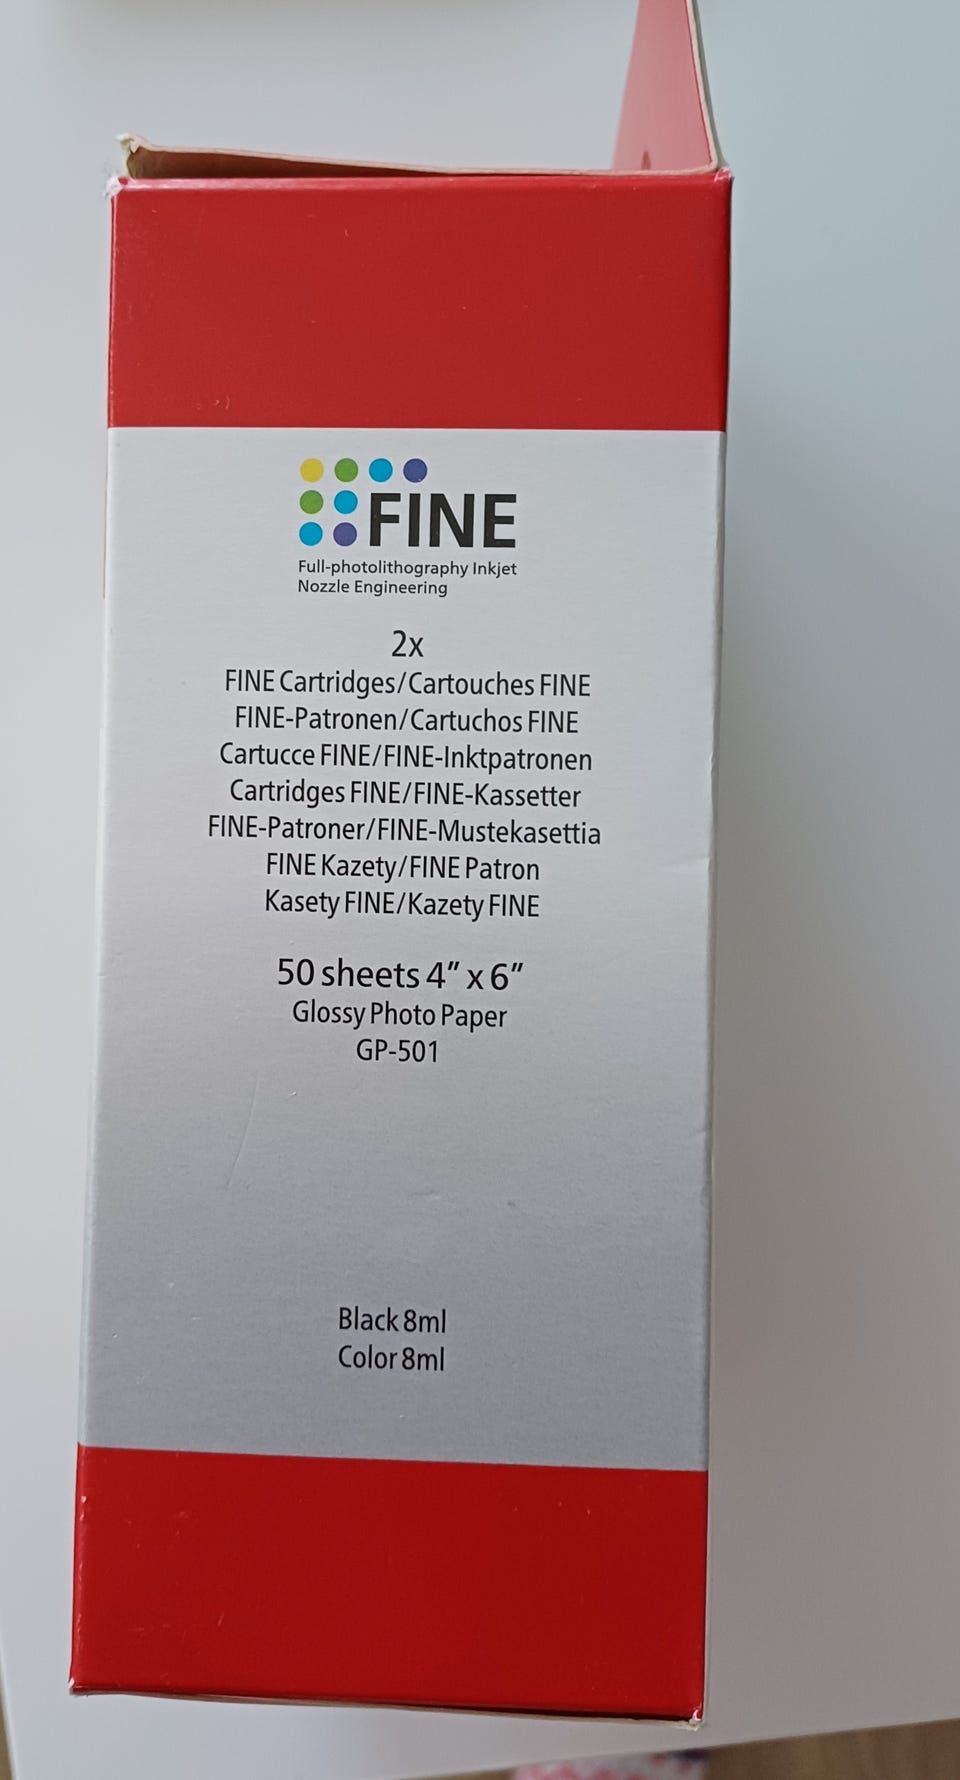 FINE
Full-photolithography Inkjet
Nozzle Engineering
2x
FINE Cartridges/Cartouches FINE
FINE-Patronen/Cartuchos FINE
Cartucce FINE/FINE-Inktpatronen
Cartridges FINE/FINE-Kassetter
FINE-Patroner/FINE-Mustekasettia
FINE Kazety/FINE Patron
Kasety FINE/Kazety FINE
50 sheets 4” x 6”
Glossy Photo Paper
GP-501
Black 8ml
Color 8ml